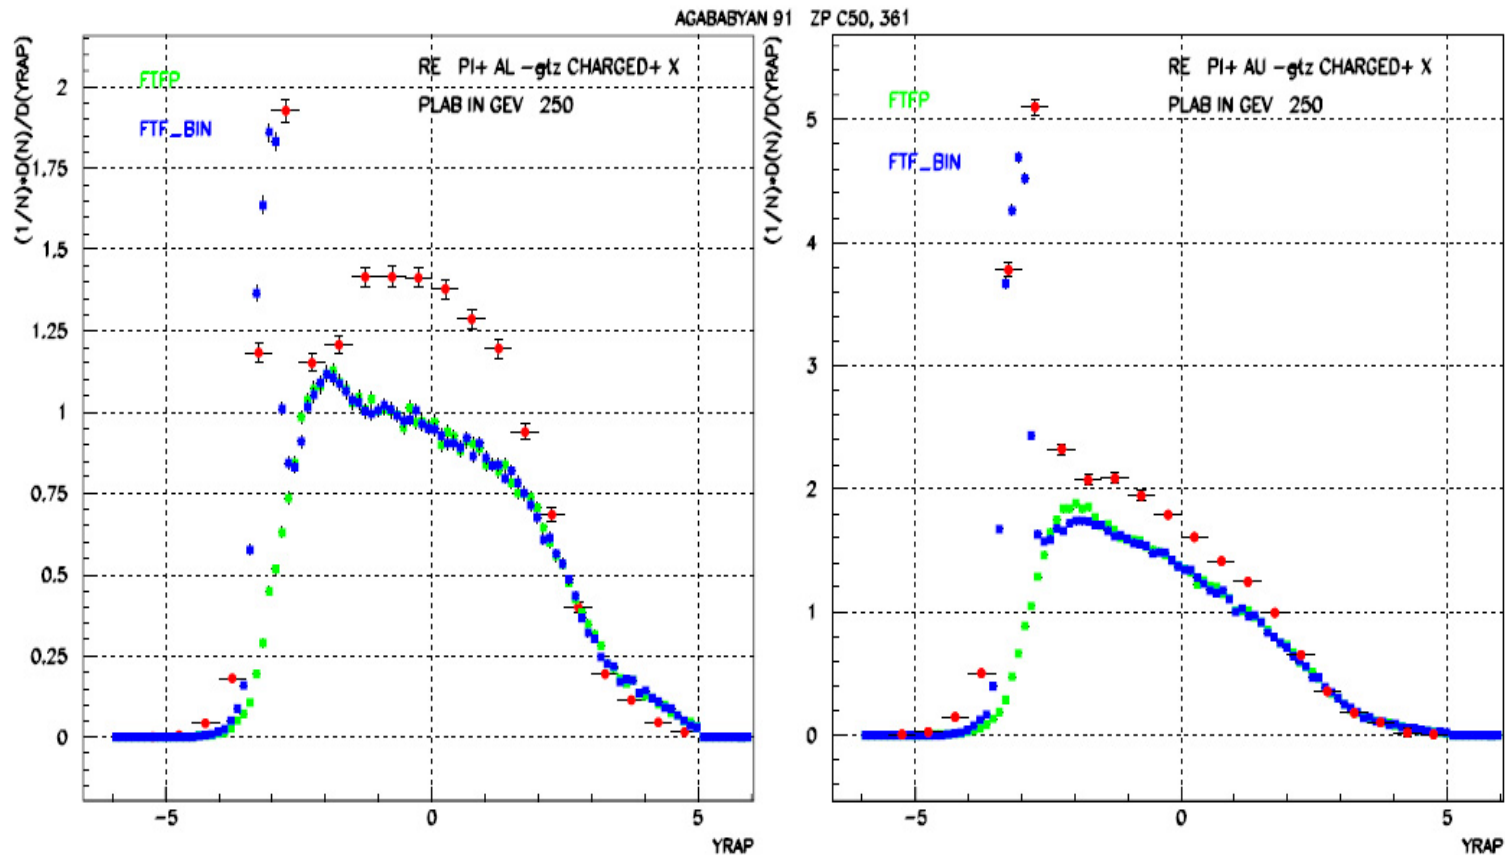 AGABABYAN 91 ZP C50, 361
(1/N)*D(N)/D(YRAP)
FTFP
FTF_BIN
RE PI+ AL -gtz CHARGED+ X
PLAB IN GEV 250
2
1.75
1.5
1.25
1
0.75
0.5
0.25
0
-5
0
5
YRAP
(1/N)*D(N)/D(YRAP)
FTFP
FTF_BIN
RE PI+ AU -gtz CHARGED+ X
PLAB IN GEV 250
5
4
3
2
1
0
-5
0
5
YRAP